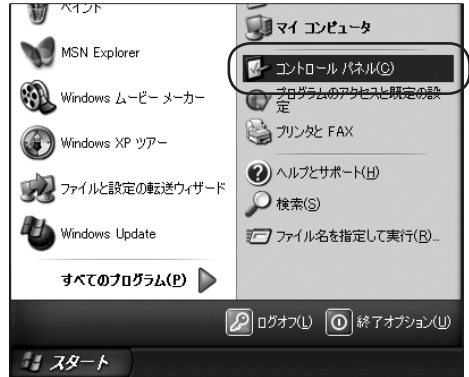 ペイント
MSN Explorer
Windows ムービー メーカー
Windows XP ツアー
ファイルと設定の転送ウィザード
Windows Update
すべてのプログラム(P)
マイ コンピュータ
コントロール パネル(C)
プログラムのアクセスと既定の設
定
プリンタと FAX
ヘルプとサポート(H)
検索(S)
ファイル名を指定して実行(R)...
ログオフ(L)
終了オプション(U)
スタート